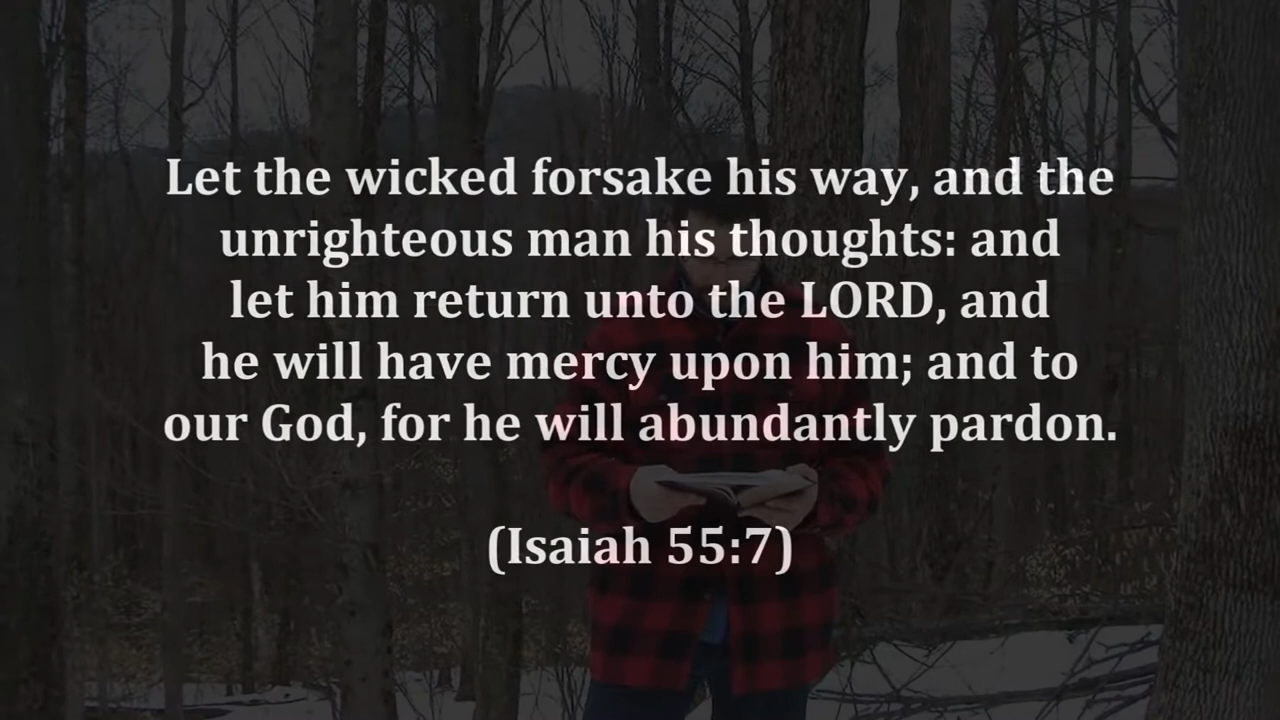 Let the wicked forsake his way, and the
unrighteous man his thoughts: and
let him return unto the LORD, and
he will have mercy upon him; and to
our God, for he will abundantly pardon.
(Isaiah 55:7)